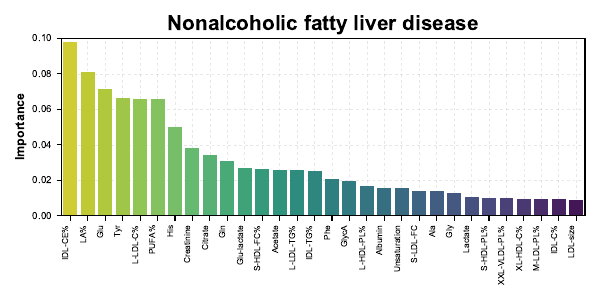 Nonalcoholic fatty liver disease
Importance
0.10
0.08
0.06
0.04
0.02
0.00
IDL-CE%
LA%
Glu
Tyr
L-LDL-C%
PUFA%
His
Creatinine
Citrate
Gln
Glu-lactate
S-HDL-FC%
Acetate
L-LDL-TG%
IDL-TG%
Phe
GlycA
L-HDL-PL%
Albumin
Unsaturation
S-LDL-FC
Ala
Gly
Lactate
S-HDL-PL%
XXL-VLDL-PL%
XL-HDL-C%
M-LDL-PL%
IDL-C%
LDL-size